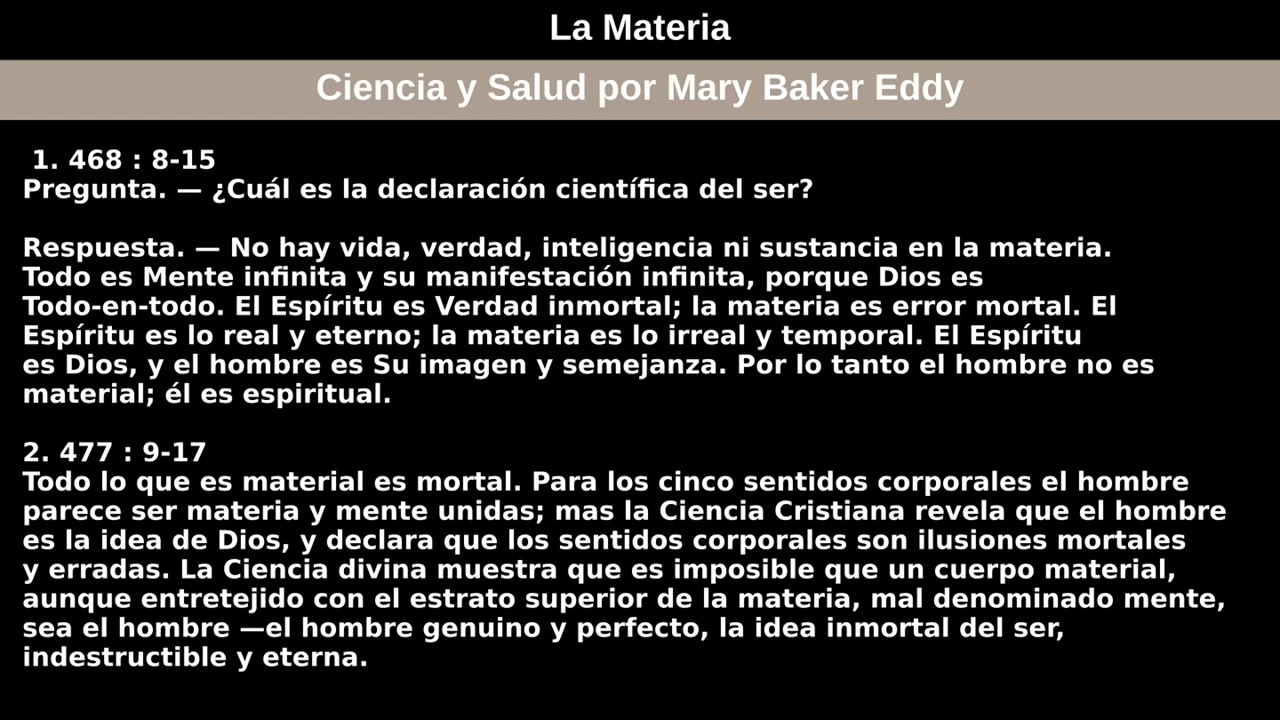 La Materia
Ciencia y Salud por Mary Baker Eddy
1. 468 : 8-15
Pregunta. — ¿Cuál es la declaración científica del ser?
Respuesta. — No hay vida, verdad, inteligencia ni sustancia en la materia.
Todo es Mente infinita y su manifestación infinita, porque Dios es
Todo-en-todo. El Espíritu es Verdad inmortal; la materia es error mortal. El
Espíritu es lo real y eterno; la materia es lo irreal y temporal. El Espíritu
es Dios, y el hombre es Su imagen y semejanza. Por lo tanto el hombre no es
material; él es espiritual.
2. 477 : 9-17
Todo lo que es material es mortal. Para los cinco sentidos corporales el hombre
parece ser materia y mente unidas; mas la Ciencia Cristiana revela que el hombre
es la idea de Dios, y declara que los sentidos corporales son ilusiones mortales
y erradas. La Ciencia divina muestra que es imposible que un cuerpo material,
aunque entretejido con el estrato superior de la materia, mal denominado mente,
sea el hombre —el hombre genuino y perfecto, la idea inmortal del ser,
indestructible y eterna.